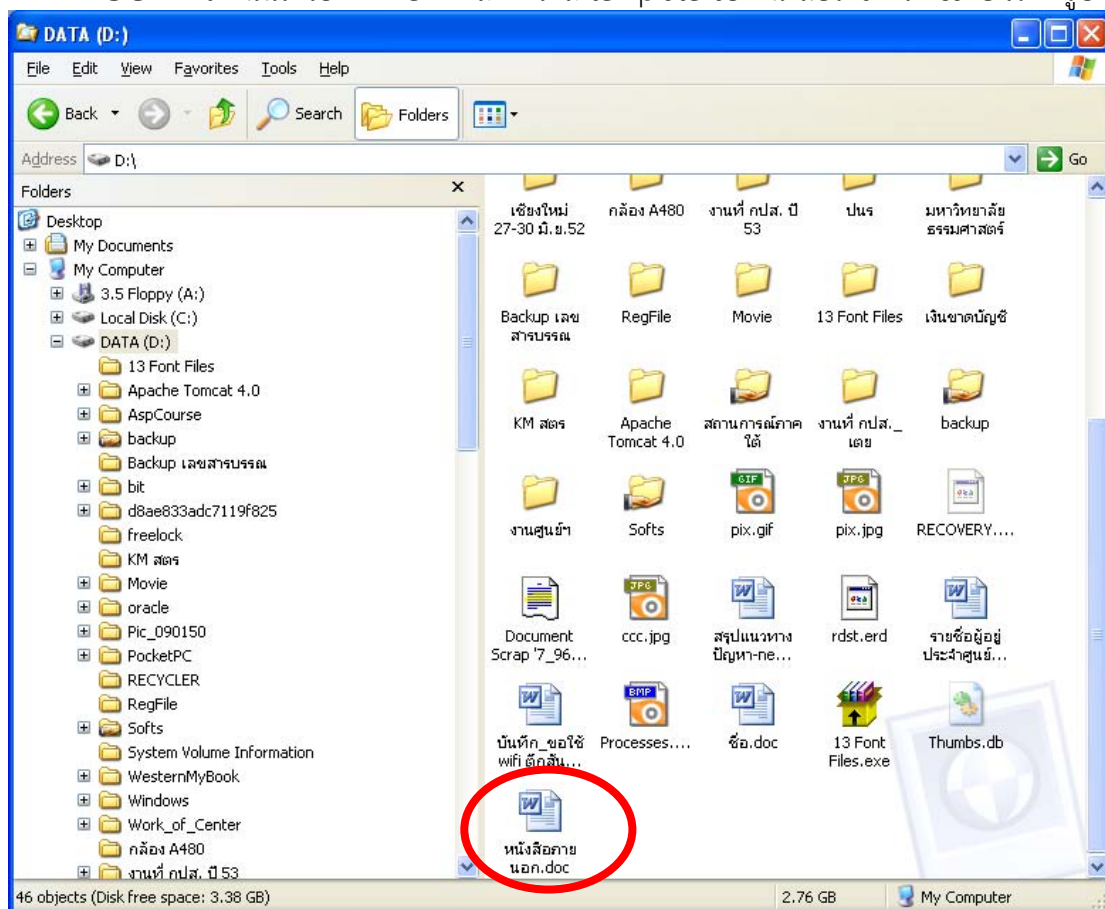 DATA (D:)
File Edit View Favorites Tools Help
Back Search Folders
Address D:\ Go
Folders
Desktop
My Documents
My Computer
3.5 Floppy (A:)
Local Disk (C:)
DATA (D:)
13 Font Files
Apache Tomcat 4.0
AspCourse
backup
Backup เลขสารบรรณ
bit
d8ae833adc7119f825
freelock
KM สตร
Movie
oracle
Pic_090150
PocketPC
RECYCLER
RegFile
Softs
System Volume Information
WesternMyBook
Windows
Work_of_Center
กล้อง A480
งานที่ กปส. ปี 53
เชียงใหม่
27-30 มิ.ย.52
กล้อง A480
งานที่ กปส. ปี
53
ปนร
มหาวิทยาลัย
ธรรมศาสตร์
Backup เลข
สารบรรณ
RegFile
Movie
13 Font Files
เงินขาดบัญชี
KM สตร
Apache
Tomcat 4.0
สถานการณ์ภาค
ใต้
งานที่ กปส._
เตย
backup
งานศูนย์ฯ
Softs
pix.gif
pix.jpg
RECOVERY....
Document
Scrap '7_96...
ccc.jpg
สรุปแนวทาง
ปัญหา-ne...
rdst.erd
รายชื่อผู้อยู่
ประจำศูนย์...
บันทึก_ขอใช้
wifi ตึกสัน...
Processes....
ชื่อ.doc
13 Font
Files.exe
Thumbs.db
หนังสือภาย
นอก.doc
46 objects (Disk free space: 3.38 GB) 2.76 GB My Computer